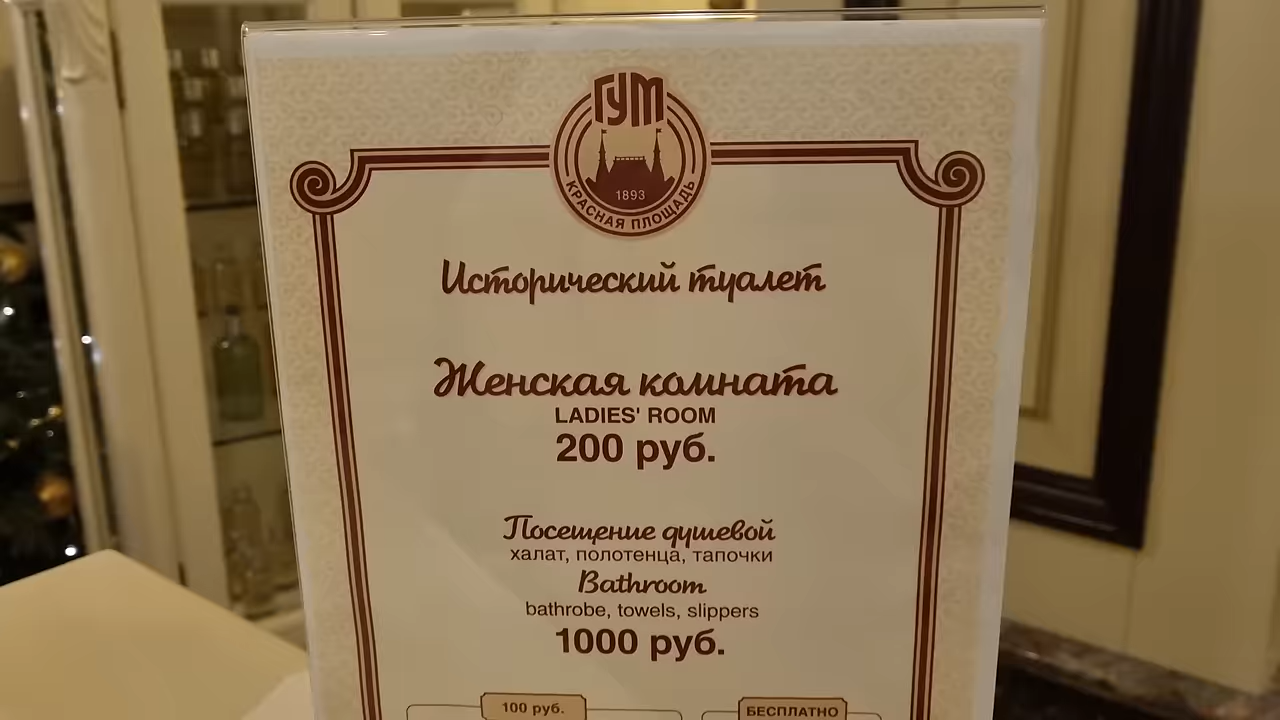 ГУМ
1893
КРАСНАЯ ПЛОЩАДЬ
Исторический туалет
Женская комната
LADIES' ROOM
200 руб.
Посещение душевой
халат, полотенца, тапочки
Bathroom
bathrobe, towels, slippers
1000 руб.
100 руб.
БЕСПЛАТНО